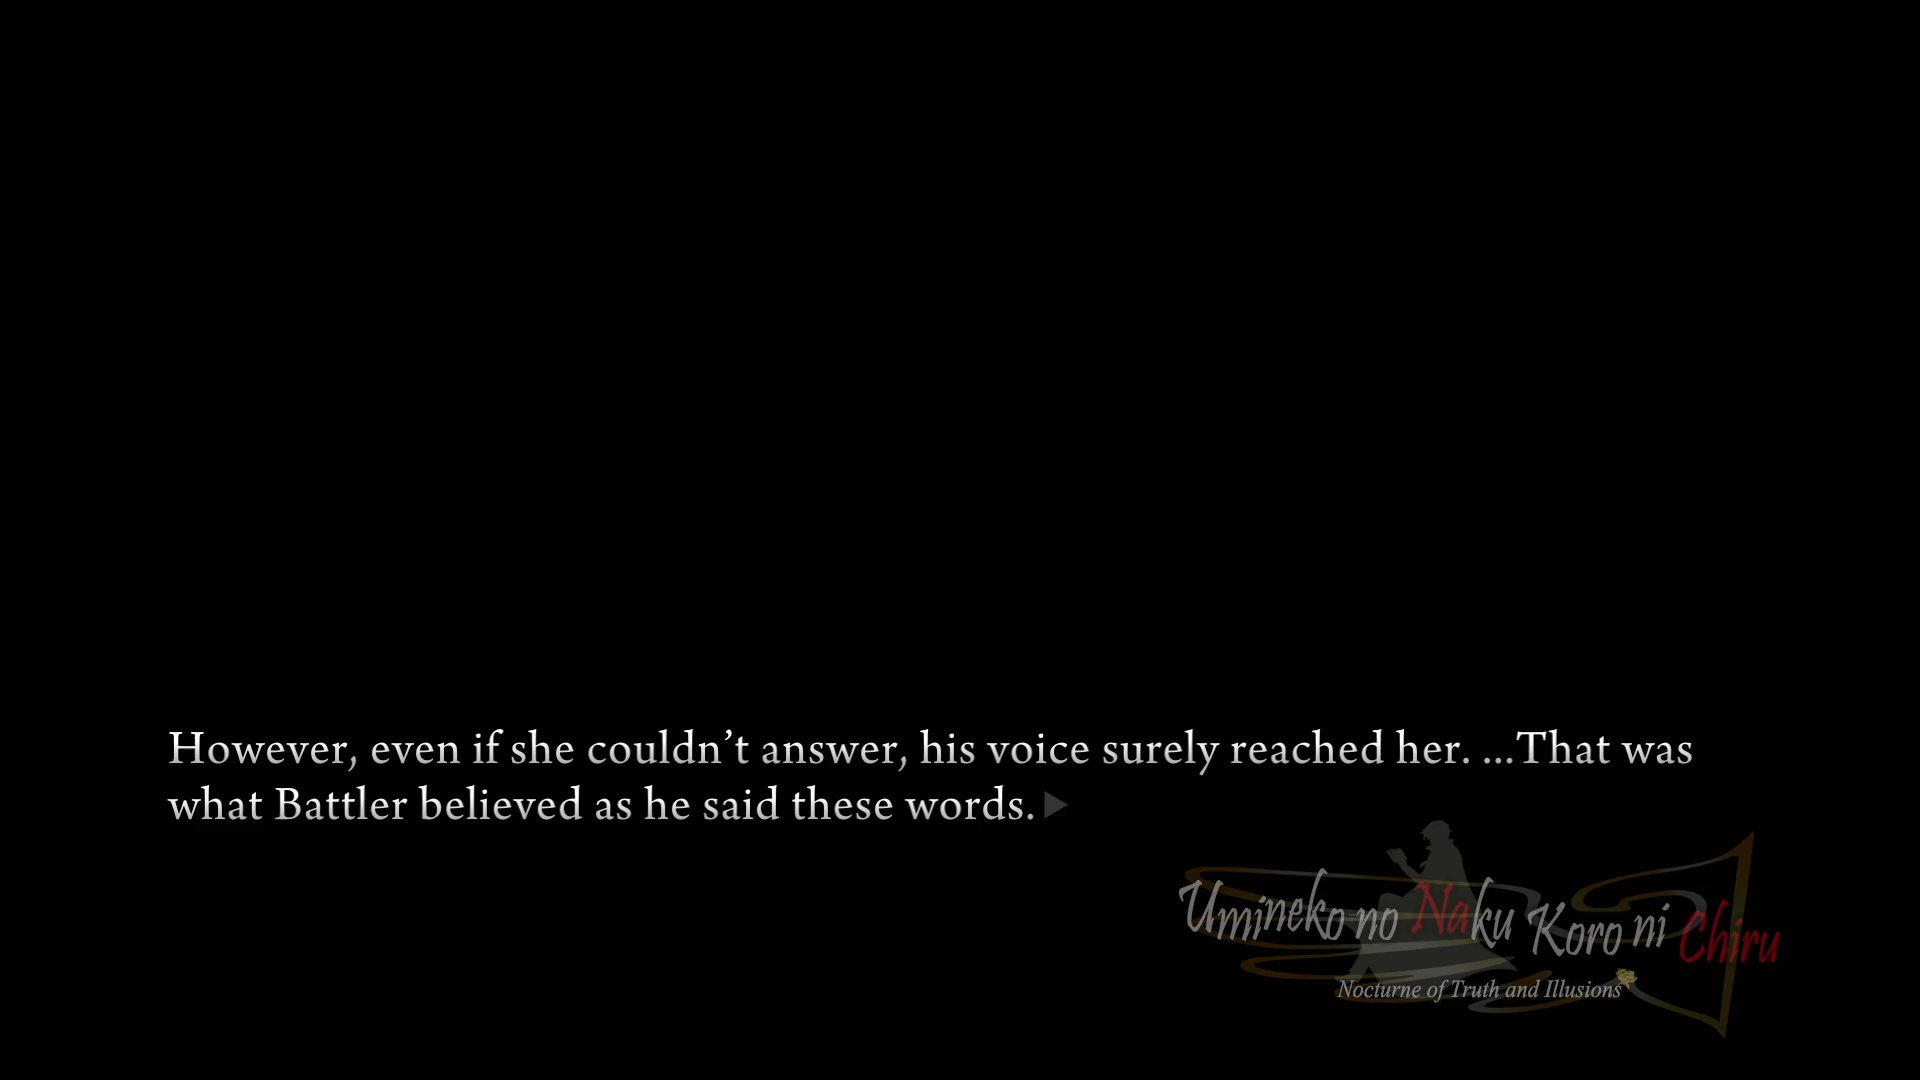 However, even if she couldn’t answer, his voice surely reached her. ...That was
what Battler believed as he said these words.
Umineko no Naku Koro ni Chiru
Nocturne of Truth and Illusions